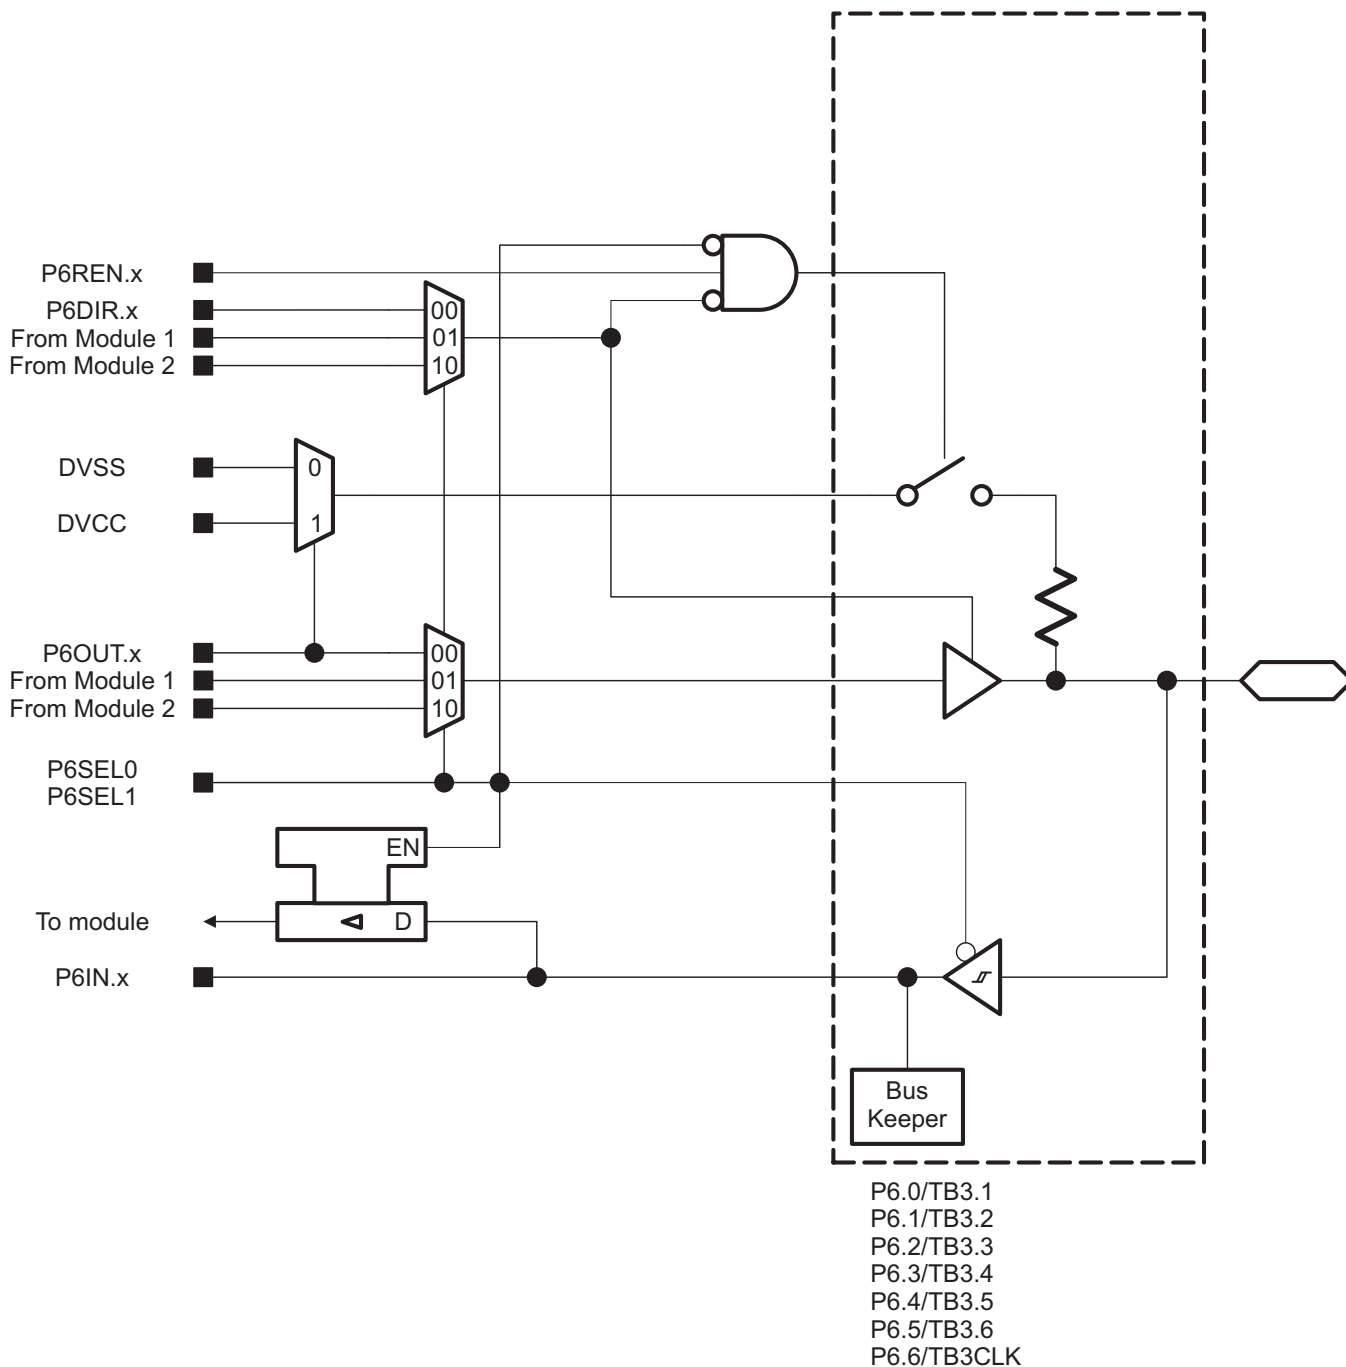 P6REN.x
P6DIR.x
From Module 1
From Module 2
00
01
10
DVSS
DVCC
0
1
P6OUT.x
From Module 1
From Module 2
00
01
10
P6SEL0
P6SEL1
EN
To module
D
P6IN.x
Bus
Keeper
P6.0/TB3.1
P6.1/TB3.2
P6.2/TB3.3
P6.3/TB3.4
P6.4/TB3.5
P6.5/TB3.6
P6.6/TB3CLK